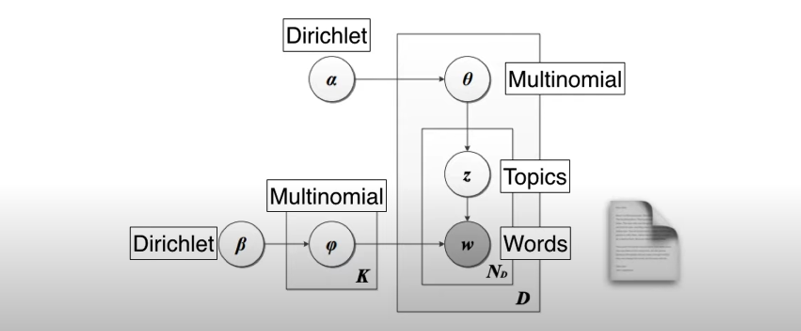 Dirichlet
α
θ
Multinomial
z
Topics
Multinomial
Dirichlet
β
φ
w
Words
K
N_D
D